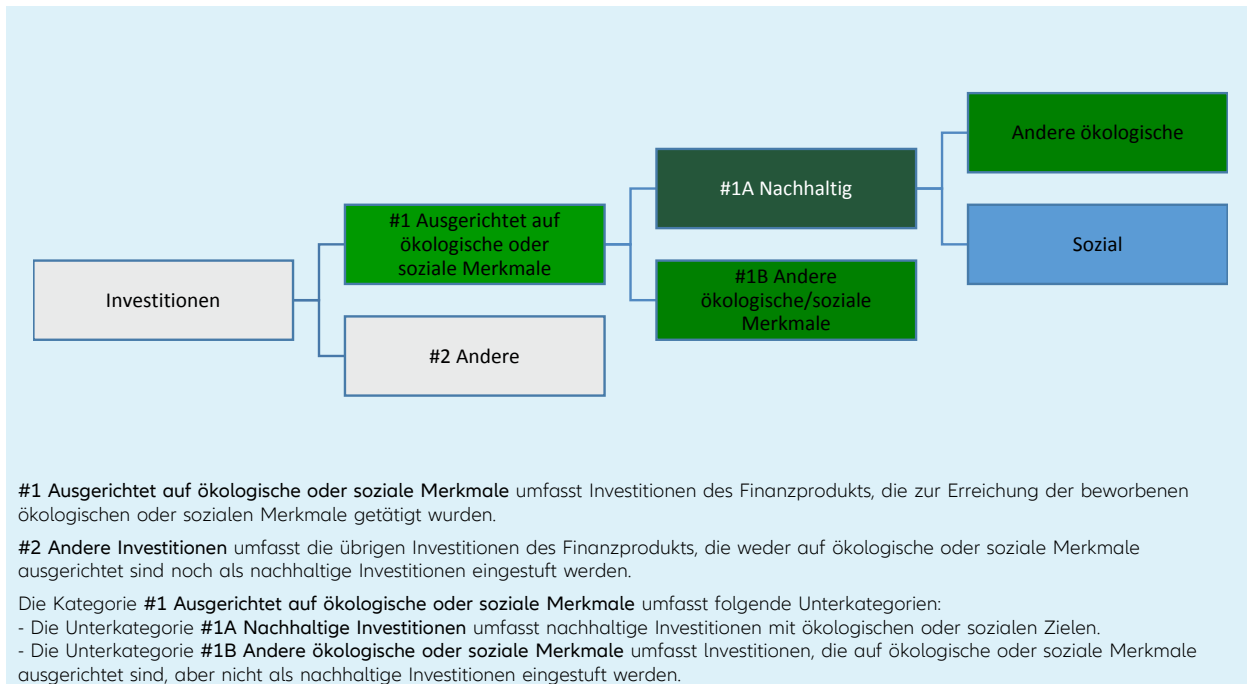 Andere ökologische
#1A Nachhaltig
#1 Ausgerichtet auf
ökologische oder
soziale Merkmale
Sozial
Investitionen
#1B Andere
ökologische/soziale
Merkmale
#2 Andere
#1 Ausgerichtet auf ökologische oder soziale Merkmale umfasst Investitionen des Finanzprodukts, die zur Erreichung der beworbenen
ökologischen oder sozialen Merkmale getätigt wurden.
#2 Andere Investitionen umfasst die übrigen Investitionen des Finanzprodukts, die weder auf ökologische oder soziale Merkmale
ausgerichtet sind noch als nachhaltige Investitionen eingestuft werden.
Die Kategorie #1 Ausgerichtet auf ökologische oder soziale Merkmale umfasst folgende Unterkategorien:
- Die Unterkategorie #1A Nachhaltige Investitionen umfasst nachhaltige Investitionen mit ökologischen oder sozialen Zielen.
- Die Unterkategorie #1B Andere ökologische oder soziale Merkmale umfasst Investitionen, die auf ökologische oder soziale Merkmale
ausgerichtet sind, aber nicht als nachhaltige Investitionen eingestuft werden.